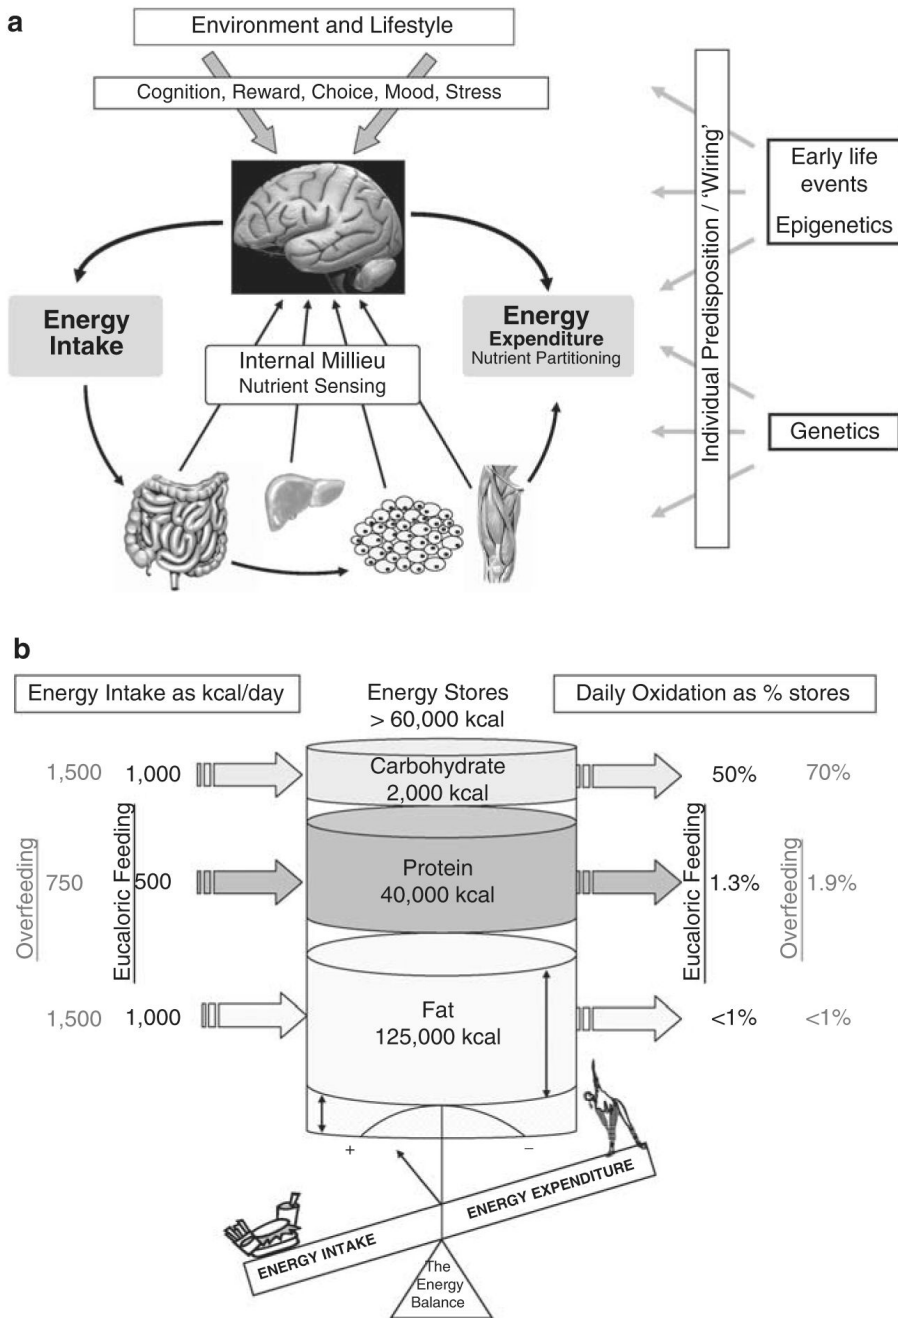 a
Environment and Lifestyle
Cognition, Reward, Choice, Mood, Stress
Energy
Intake
Energy
Expenditure
Nutrient Partitioning
Internal Millieu
Nutrient Sensing
Individual Predisposition / ‘Wiring’
Early life
events
Epigenetics
Genetics
b
Energy Intake as kcal/day
Energy Stores
> 60,000 kcal
Daily Oxidation as % stores
1,500
1,000
Carbohydrate
2,000 kcal
50%
70%
Overfeeding
750
Eucaloric Feeding
500
Protein
40,000 kcal
Eucaloric Feeding
1.3%
Overfeeding
1.9%
1,500
1,000
Fat
125,000 kcal
<1%
<1%
+
−
ENERGY INTAKE
ENERGY EXPENDITURE
The
Energy
Balance